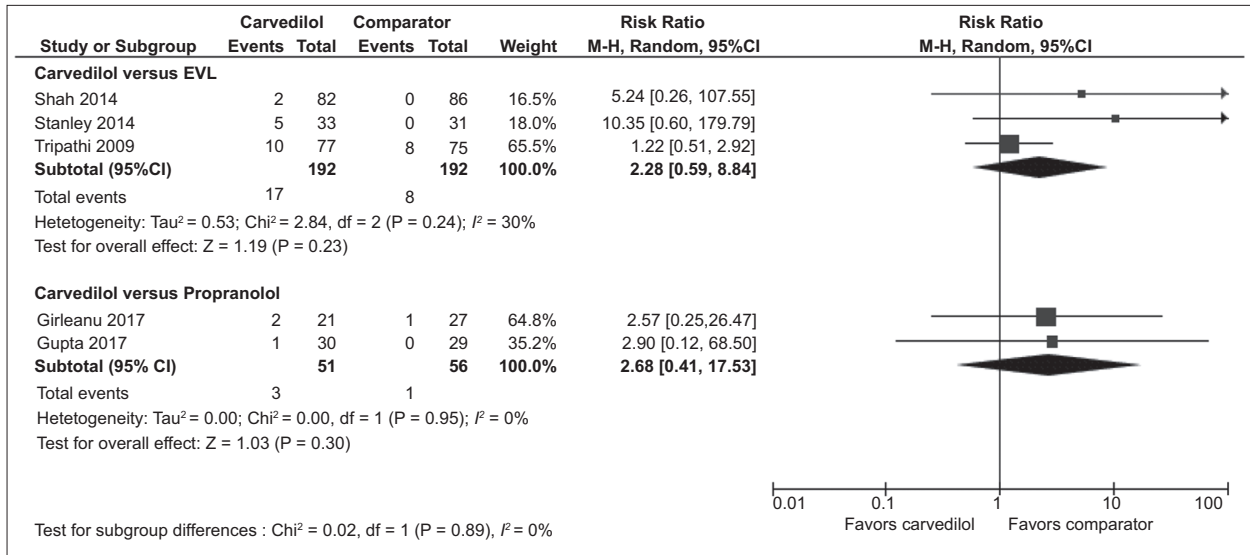 Carvedilol Comparator Risk Ratio Risk Ratio
Study or Subgroup Events Total Events Total Weight M-H, Random, 95%CI M-H, Random, 95%CI
Carvedilol versus EVL
Shah 2014 2 82 0 86 16.5% 5.24 [0.26, 107.55]
Stanley 2014 5 33 0 31 18.0% 10.35 [0.60, 179.79]
Tripathi 2009 10 77 8 75 65.5% 1.22 [0.51, 2.92]
Subtotal (95%CI) 192 192 100.0% 2.28 [0.59, 8.84]
Total events 17 8
Hetetogeneity: Tau² = 0.53; Chi² = 2.84, df = 2 (P = 0.24); I² = 30%
Test for overall effect: Z = 1.19 (P = 0.23)
Carvedilol versus Propranolol
Girleanu 2017 2 21 1 27 64.8% 2.57 [0.25,26.47]
Gupta 2017 1 30 0 29 35.2% 2.90 [0.12, 68.50]
Subtotal (95% CI) 51 56 100.0% 2.68 [0.41, 17.53]
Total events 3 1
Hetetogeneity: Tau² = 0.00; Chi² = 0.00, df = 1 (P = 0.95); I² = 0%
Test for overall effect: Z = 1.03 (P = 0.30)
0.01 0.1 1 10 100
Favors carvedilol Favors comparator
Test for subgroup differences : Chi² = 0.02, df = 1 (P = 0.89), I² = 0%